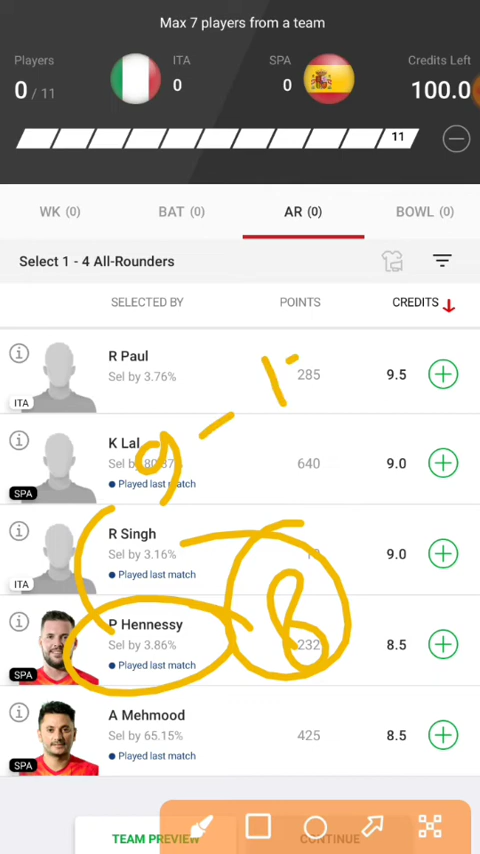 Max 7 players from a team
Players ITA SPA Credits Left
0 / 11 0 0 100.0
11
WK (0) BAT (0) AR (0) BOWL (0)
Select 1 - 4 All-Rounders
SELECTED BY POINTS CREDITS
R Paul
Sel by 3.76% 285 9.5
ITA
K Lal
Sel 640 9.0
Played last match
SPA
R Singh
Sel by 3.16% 9.0
Played last match
ITA
P Hennessy
Sel by 3.86% 232 8.5
Played last match
SPA
A Mehmood
Sel by 65.15% 425 8.5
Played last match
SPA
TEAM PREVIEW CONTINUE